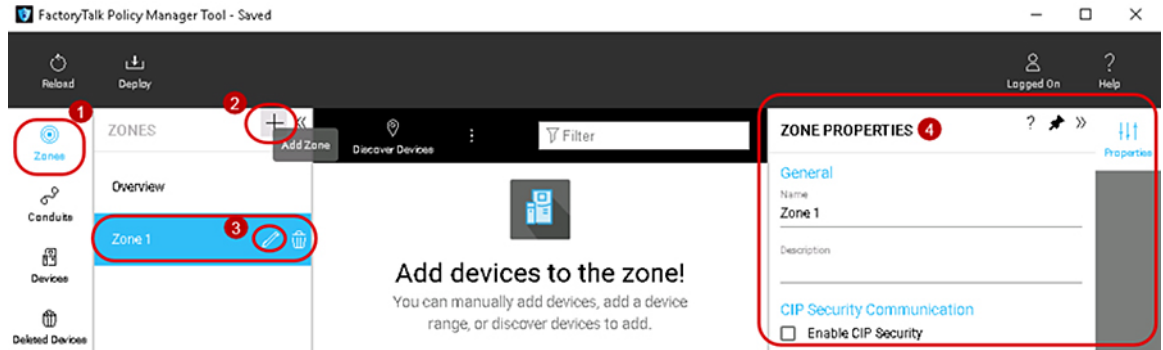 FactoryTalk Policy Manager Tool - Saved
Reload
Deploy
Logged On
Help
1
Zones
Conduits
Devices
Deleted Devices
ZONES
2
Add Zone
Overview
Zone 1
3
Discover Devices
Filter
Add devices to the zone!
You can manually add devices, add a device
range, or discover devices to add.
ZONE PROPERTIES 4
?
Properties
General
Name
Zone 1
Description
CIP Security Communication
Enable CIP Security